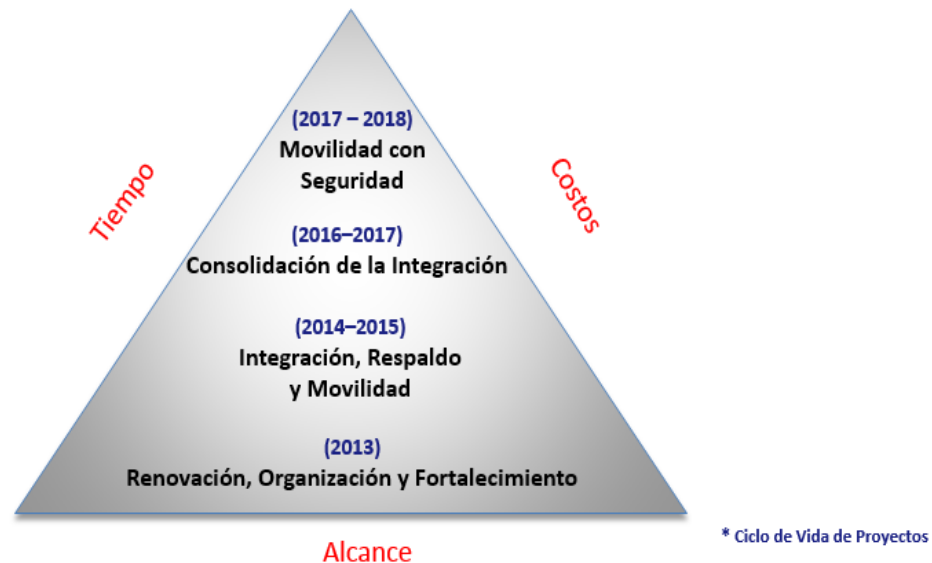 (2017 – 2018)
Movilidad con
Seguridad
Tiempo
Costos
(2016–2017)
Consolidación de la Integración
(2014–2015)
Integración, Respaldo
y Movilidad
(2013)
Renovación, Organización y Fortalecimiento
* Ciclo de Vida de Proyectos
Alcance